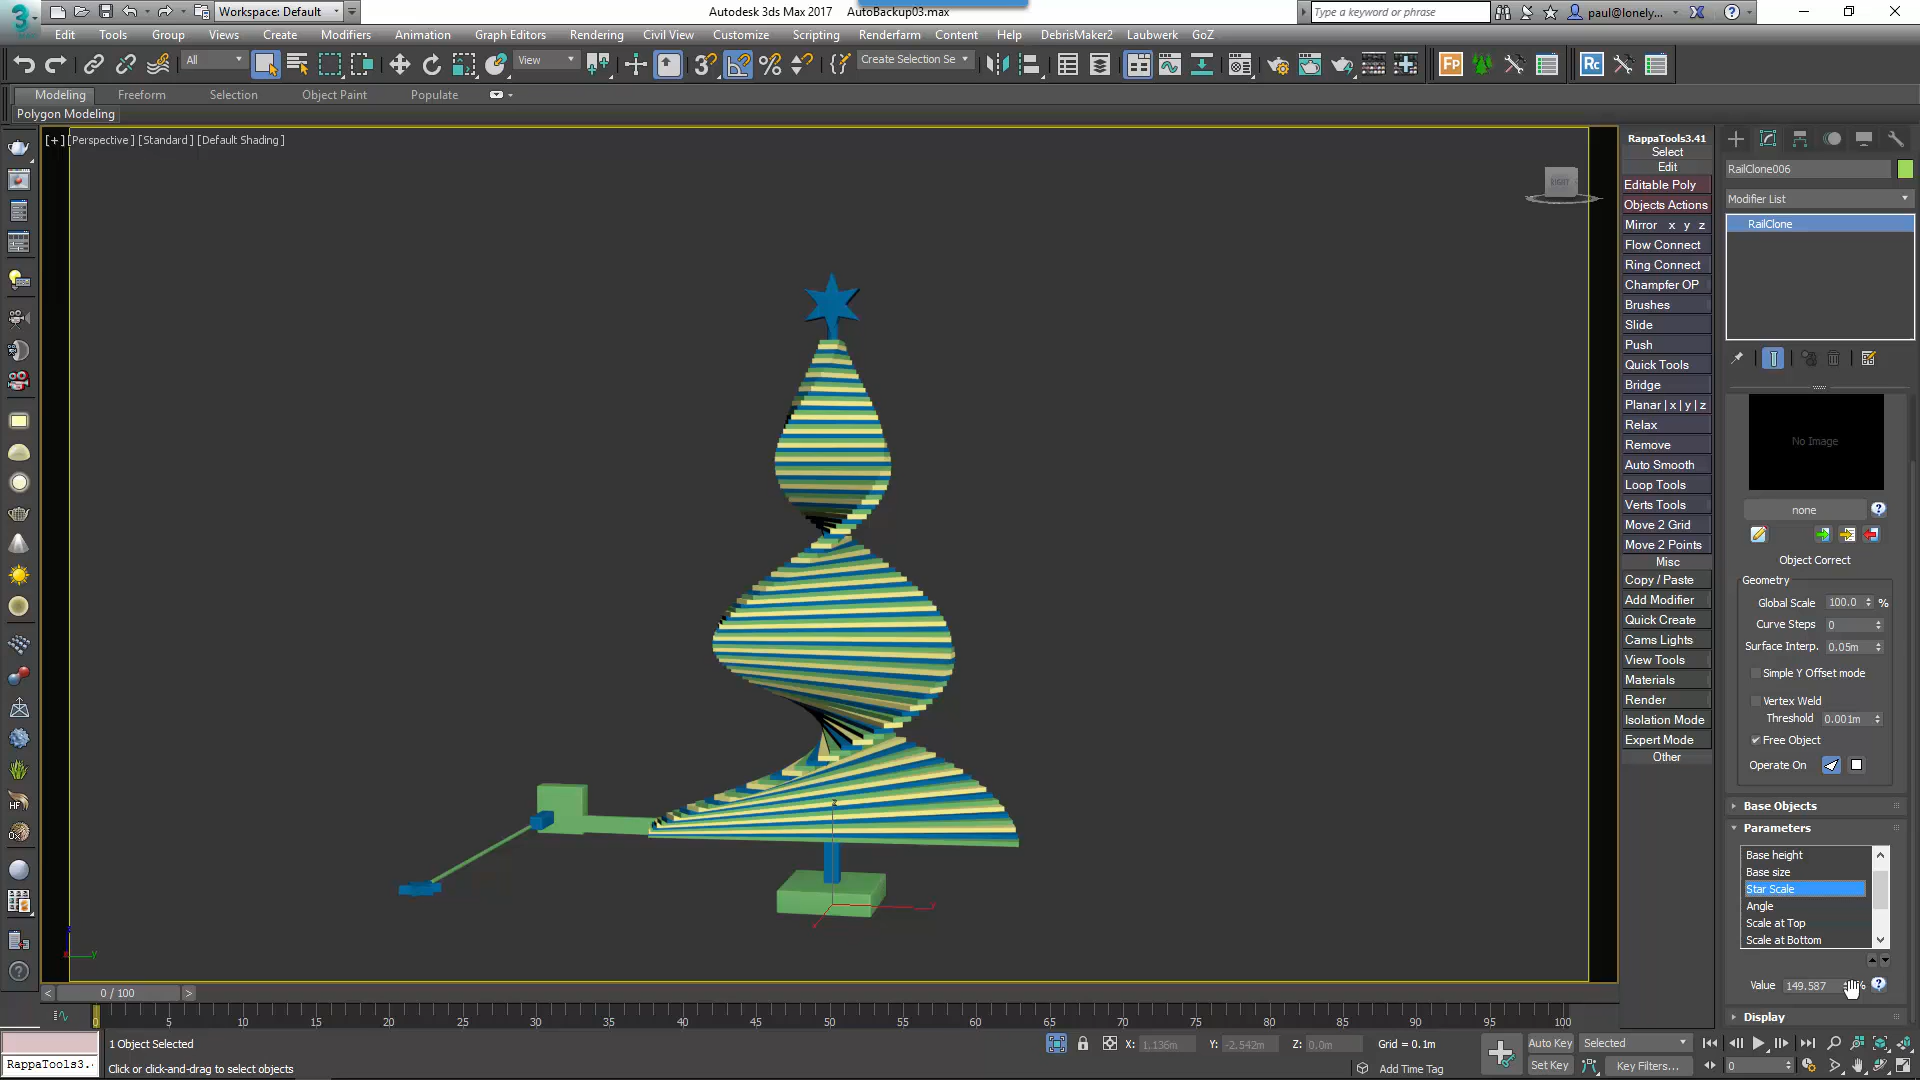 3 Workspace: Default Autodesk 3ds Max 2017 AutoBackup03.max Type a keyword or phrase paul@lonely...
MAX
Edit Tools Group Views Create Modifiers Animation Graph Editors Rendering Civil View Customize Scripting Renderfarm Content Help DebrisMaker2 Laubwerk GoZ
All View 3 Create Selection Se Fp Rc
Modeling Freeform Selection Object Paint Populate
Polygon Modeling
[+] [Perspective ] [Standard ] [Default Shading ]
RIGHT
z
y
RappaTools3.41
Select
Edit
Editable Poly
Objects Actions
Mirror x y z
Flow Connect
Ring Connect
Champfer OP
Brushes
Slide
Push
Quick Tools
Bridge
Planar | x | y | z
Relax
Remove
Auto Smooth
Loop Tools
Verts Tools
Move 2 Grid
Move 2 Points
Misc
Copy / Paste
Add Modifier
Quick Create
Cams Lights
View Tools
Materials
Render
Isolation Mode
Expert Mode
Other
RailClone006
Modifier List
RailClone
No Image
none
Object Correct
Geometry
Global Scale 100.0 %
Curve Steps 0
Surface Interp. 0.05m
Simple Y Offset mode
Vertex Weld
Threshold 0.001m
Free Object
Operate On
Base Objects
Parameters
Base height
Base size
Star Scale
Angle
Scale at Top
Scale at Bottom
Value 149.587 %
Display
HF
0 / 100
0 5 10 15 20 25 30 35 40 45 50 55 60 65 70 75 80 85 90 95 100
RappaTools3.
1 Object Selected
Click or click-and-drag to select objects
X: 1.136m Y: -2.542m Z: 0.0m Grid = 0.1m
Add Time Tag
Auto Key Selected
Set Key Key Filters...
0